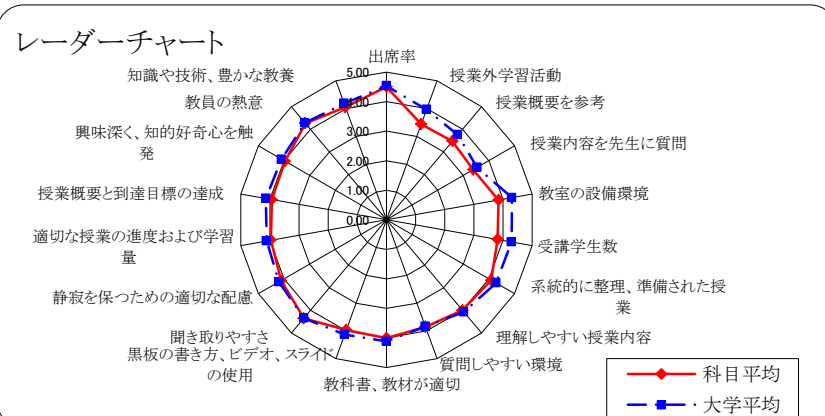 レーダーチャート
出席率
授業外学習活動
授業概要を参考
授業内容を先生に質問
教室の設備環境
受講学生数
系統的に整理、準備された授
業
理解しやすい授業内容
質問しやすい環境
教科書、教材が適切
黒板の書き方、ビデオ、スライド
の使用
聞き取りやすさ
静寂を保つための適切な配慮
適切な授業の進度および学習
量
授業概要と到達目標の達成
興味深く、知的好奇心を触
発
教員の熱意
知識や技術、豊かな教養
5.00
4.00
3.00
2.00
1.00
0.00
科目平均
大学平均